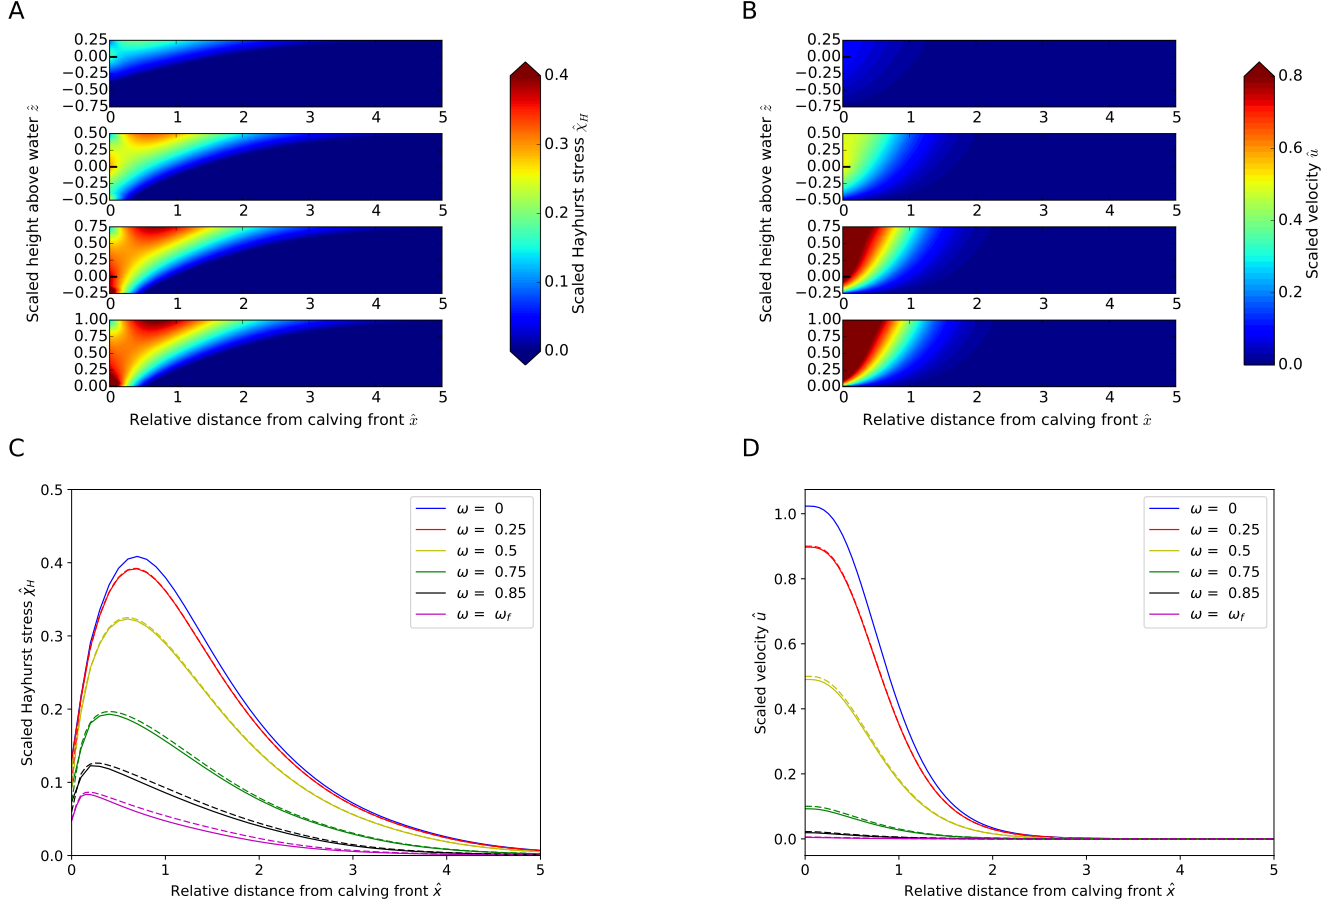 A
0.25
0.00
−0.25
−0.50
−0.75
0 1 2 3 4 5
0.50
0.25
0.00
−0.25
−0.50
0 1 2 3 4 5
0.75
0.50
0.25
0.00
−0.25
0 1 2 3 4 5
1.00
0.75
0.50
0.25
0.00
0 1 2 3 4 5
Scaled height above water ẑ
Relative distance from calving front x̂
0.4
0.3
0.2
0.1
0.0
Scaled Hayhurst stress χ̂_H
B
0.25
0.00
−0.25
−0.50
−0.75
0 1 2 3 4 5
0.50
0.25
0.00
−0.25
−0.50
0 1 2 3 4 5
0.75
0.50
0.25
0.00
−0.25
0 1 2 3 4 5
1.00
0.75
0.50
0.25
0.00
0 1 2 3 4 5
Scaled height above water ẑ
Relative distance from calving front x̂
0.8
0.6
0.4
0.2
0.0
Scaled velocity û
C
0.5
0.4
0.3
0.2
0.1
0.0
0 1 2 3 4 5
Scaled Hayhurst stress χ̂_H
Relative distance from calving front x̂
ω = 0
ω = 0.25
ω = 0.5
ω = 0.75
ω = 0.85
ω = ω_f
D
1.0
0.8
0.6
0.4
0.2
0.0
0 1 2 3 4 5
Scaled velocity û
Relative distance from calving front x̂
ω = 0
ω = 0.25
ω = 0.5
ω = 0.75
ω = 0.85
ω = ω_f